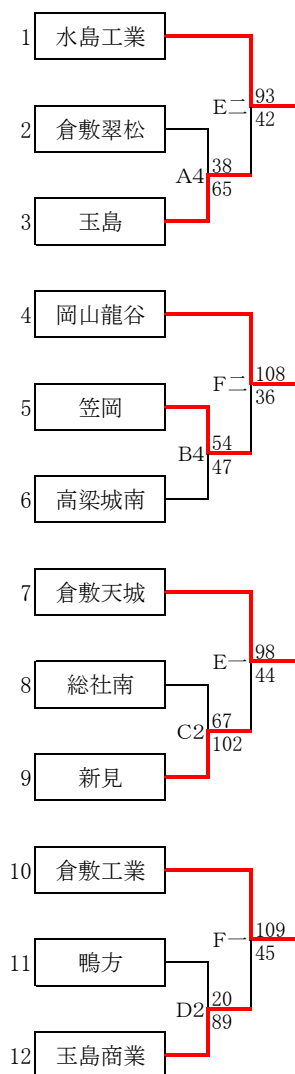 1 水島工業
E二 93
42
2 倉敷翠松
A4 38
65
3 玉島
4 岡山龍谷
F二 108
36
5 笠岡
B4 54
47
6 高梁城南
7 倉敷天城
E一 98
44
8 総社南
C2 67
102
9 新見
10 倉敷工業
F一 109
45
11 鴨方
D2 20
89
12 玉島商業